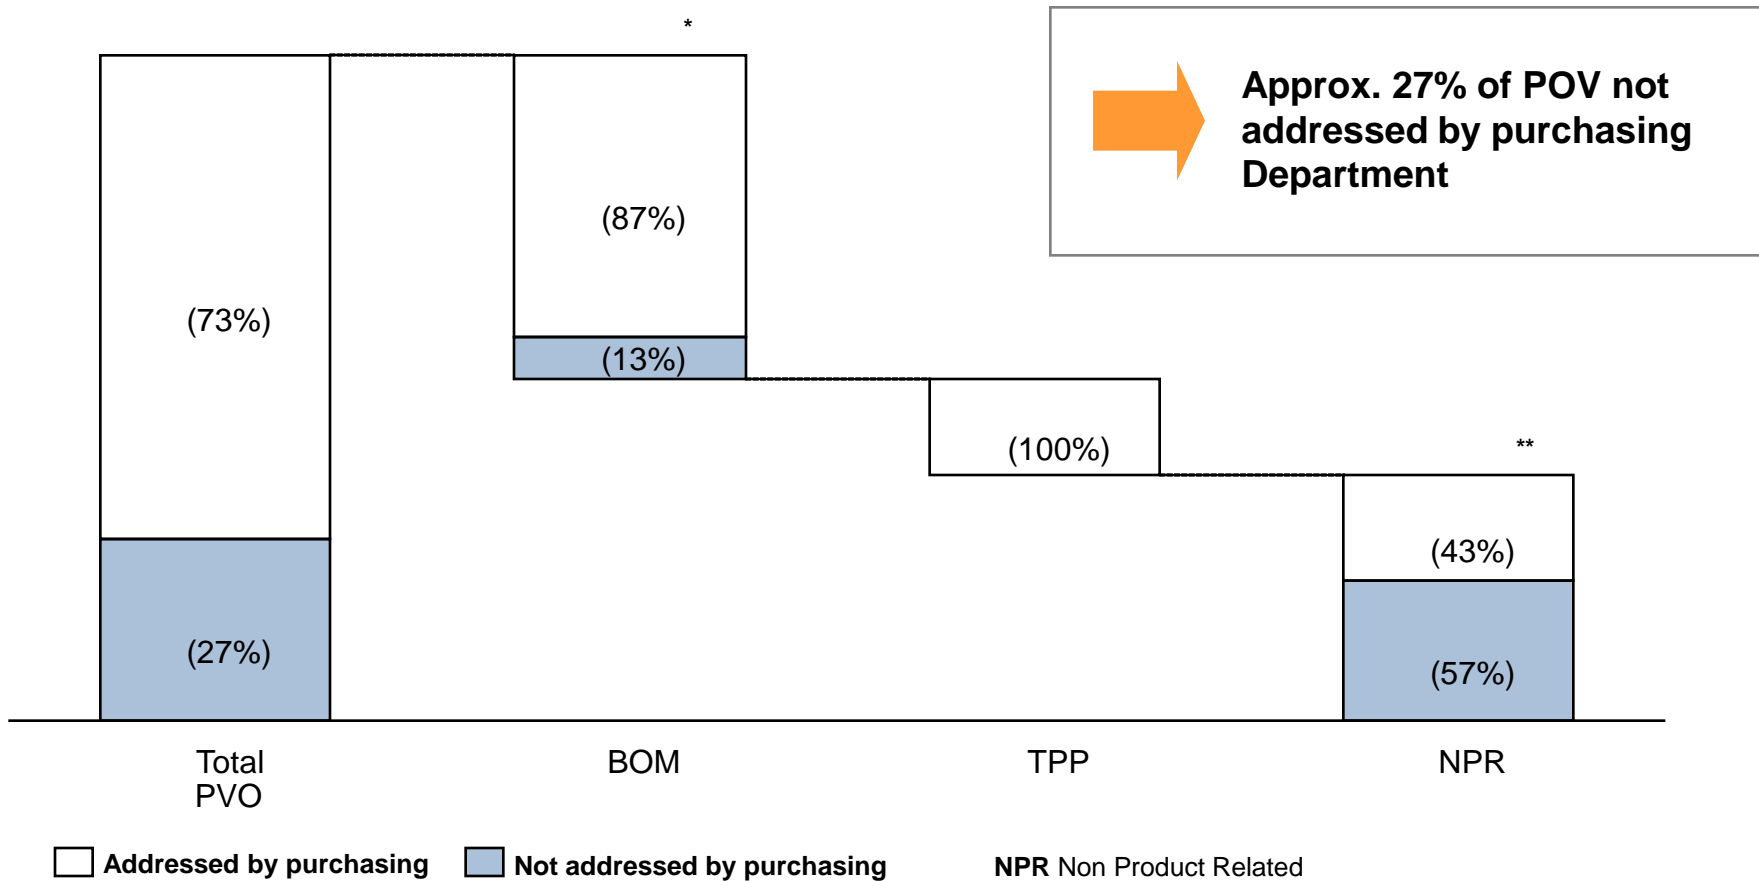 *
Approx. 27% of POV not
addressed by purchasing
Department
(87%)
(73%)
(13%)
(100%)
**
(43%)
(27%)
(57%)
Total
PVO
BOM
TPP
NPR
Addressed by purchasing
Not addressed by purchasing
NPR Non Product Related